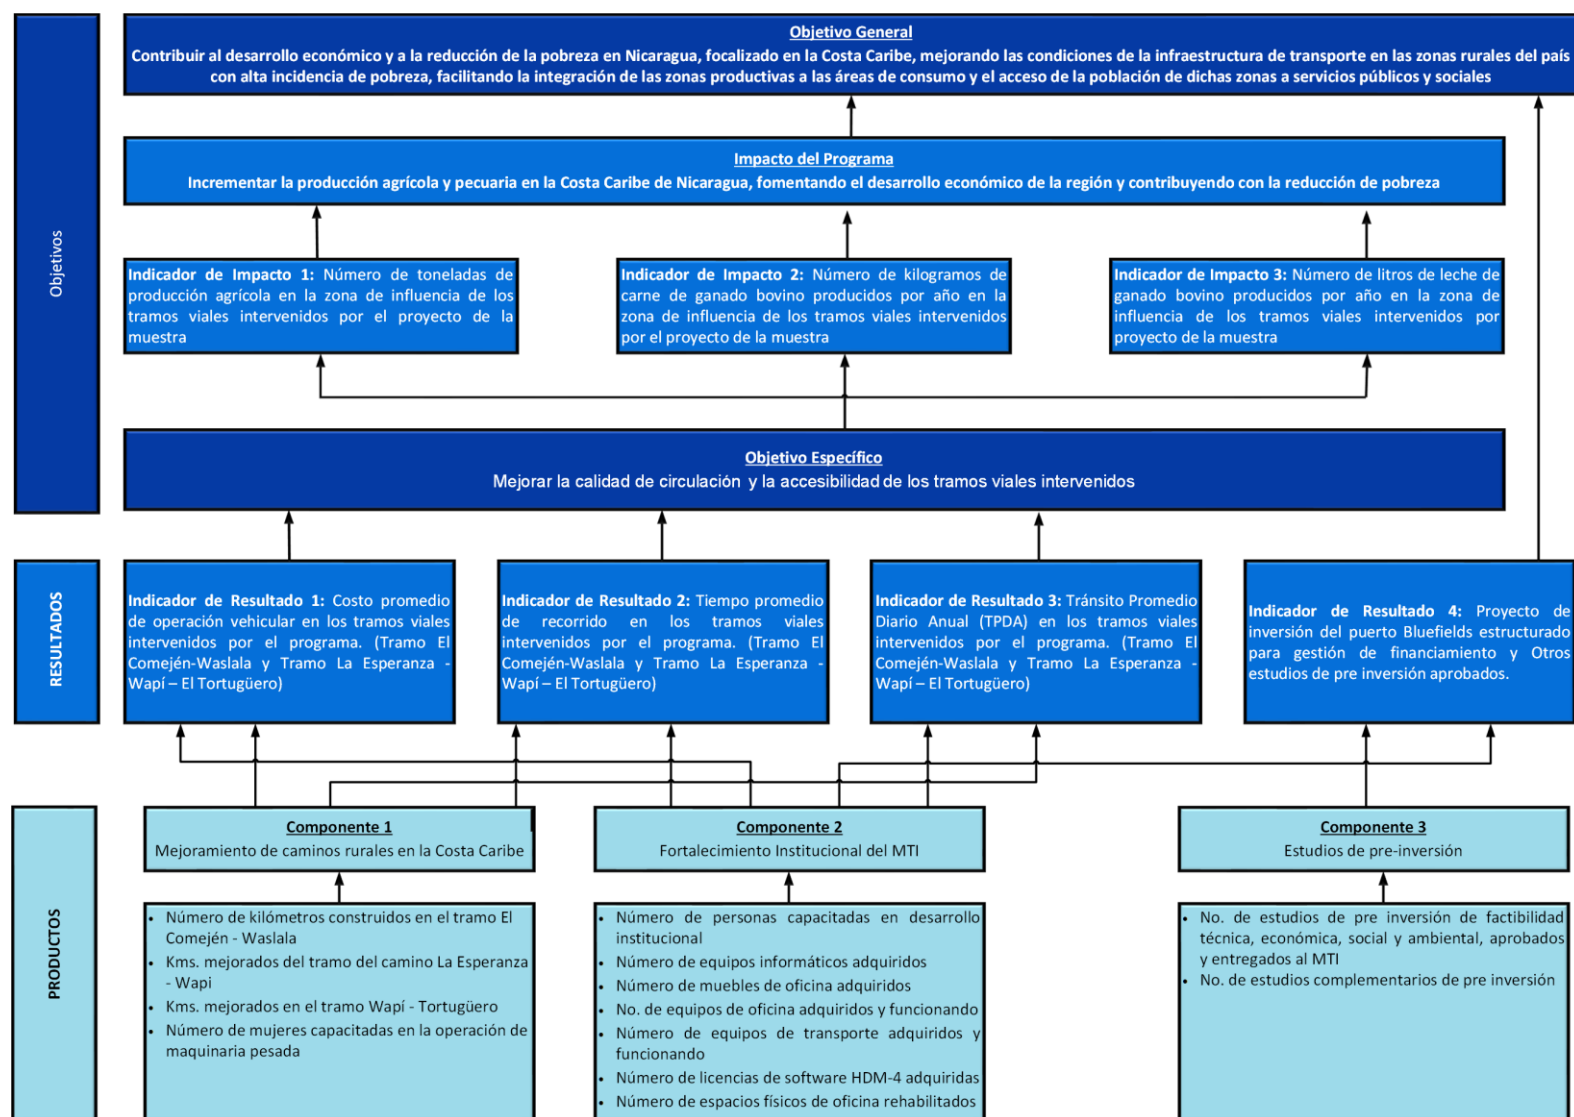 Objetivos
Objetivo General
Contribuir al desarrollo económico y a la reducción de la pobreza en Nicaragua, focalizado en la Costa Caribe, mejorando las condiciones de la infraestructura de transporte en las zonas rurales del país
con alta incidencia de pobreza, facilitando la integración de las zonas productivas a las áreas de consumo y el acceso de la población de dichas zonas a servicios públicos y sociales
Impacto del Programa
Incrementar la producción agrícola y pecuaria en la Costa Caribe de Nicaragua, fomentando el desarrollo económico de la región y contribuyendo con la reducción de pobreza
Indicador de Impacto 1: Número de toneladas de
producción agrícola en la zona de influencia de los
tramos viales intervenidos por el proyecto de la
muestra
Indicador de Impacto 2: Número de kilogramos de
carne de ganado bovino producidos por año en la
zona de influencia de los tramos viales intervenidos
por el proyecto de la muestra
Indicador de Impacto 3: Número de litros de leche de
ganado bovino producidos por año en la zona de
influencia de los tramos viales intervenidos por
proyecto de la muestra
Objetivo Específico
Mejorar la calidad de circulación y la accesibilidad de los tramos viales intervenidos
RESULTADOS
Indicador de Resultado 1: Costo promedio
de operación vehicular en los tramos viales
intervenidos por el programa. (Tramo El
Comején-Waslala y Tramo La Esperanza -
Wapí – El Tortugüero)
Indicador de Resultado 2: Tiempo promedio
de recorrido en los tramos viales
intervenidos por el programa. (Tramo El
Comején-Waslala y Tramo La Esperanza -
Wapí – El Tortugüero)
Indicador de Resultado 3: Tránsito Promedio
Diario Anual (TPDA) en los tramos viales
intervenidos por el programa. (Tramo El
Comején-Waslala y Tramo La Esperanza -
Wapí – El Tortugüero)
Indicador de Resultado 4: Proyecto de
inversión del puerto Bluefields estructurado
para gestión de financiamiento y Otros
estudios de pre inversión aprobados.
PRODUCTOS
Componente 1
Mejoramiento de caminos rurales en la Costa Caribe
• Número de kilómetros construidos en el tramo El
Comején - Waslala
• Kms. mejorados del tramo del camino La Esperanza
- Wapi
• Kms. mejorados en el tramo Wapí - Tortugüero
• Número de mujeres capacitadas en la operación de
maquinaria pesada
Componente 2
Fortalecimiento Institucional del MTI
• Número de personas capacitadas en desarrollo
institucional
• Número de equipos informáticos adquiridos
• Número de muebles de oficina adquiridos
• No. de equipos de oficina adquiridos y funcionando
• Número de equipos de transporte adquiridos y
funcionando
• Número de licencias de software HDM-4 adquiridas
• Número de espacios físicos de oficina rehabilitados
Componente 3
Estudios de pre-inversión
• No. de estudios de pre inversión de factibilidad
técnica, económica, social y ambiental, aprobados
y entregados al MTI
• No. de estudios complementarios de pre inversión